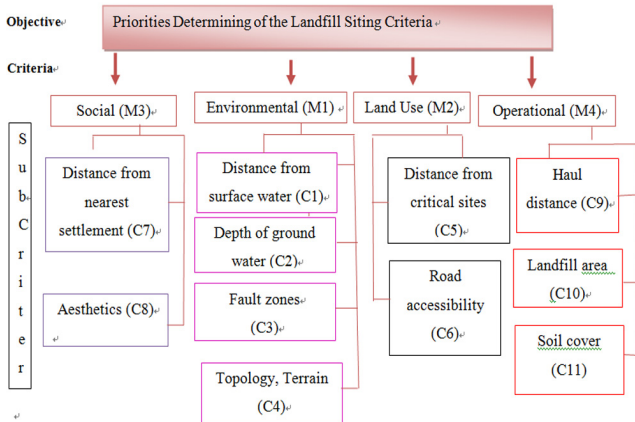 Objective
Priorities Determining of the Landfill Siting Criteria
Criteria
Social (M3)
Environmental (M1)
Land Use (M2)
Operational (M4)
Sub Criter
Distance from
nearest
settlement (C7)
Aesthetics (C8)
Distance from
surface water (C1)
Depth of ground
water (C2)
Fault zones
(C3)
Topology, Terrain
(C4)
Distance from
critical sites
(C5)
Road
accessibility
(C6)
Haul
distance (C9)
Landfill area
(C10)
Soil cover
(C11)